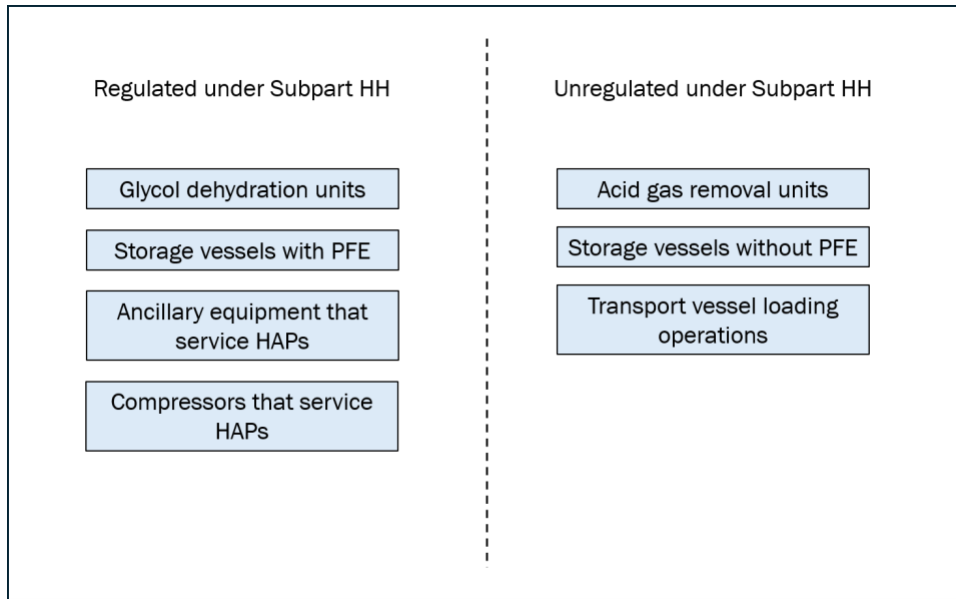 Regulated under Subpart HH
Glycol dehydration units
Storage vessels with PFE
Ancillary equipment that
service HAPs
Compressors that service
HAPs
Unregulated under Subpart HH
Acid gas removal units
Storage vessels without PFE
Transport vessel loading
operations